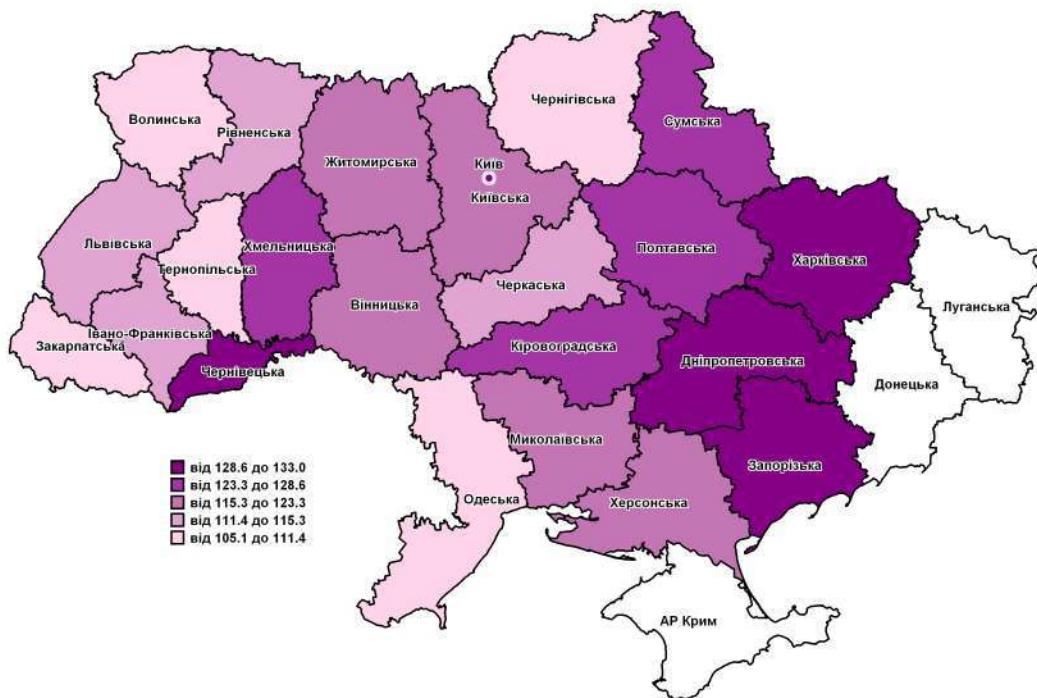 Чернігівська
Волинська
Рівненська
Сумська
Житомирська
Київ
Київська
Львівська
Хмельницька
Тернопільська
Полтавська
Харківська
Черкаська
Вінницька
Луганська
Івано-Франківська
Закарпатська
Кіровоградська
Дніпропетровська
Чернівецька
Донецька
Миколаївська
Запорізька
Одеська
Херсонська
від 128.6 до 133.0
від 123.3 до 128.6
від 115.3 до 123.3
від 111.4 до 115.3
від 105.1 до 111.4
АР Крим